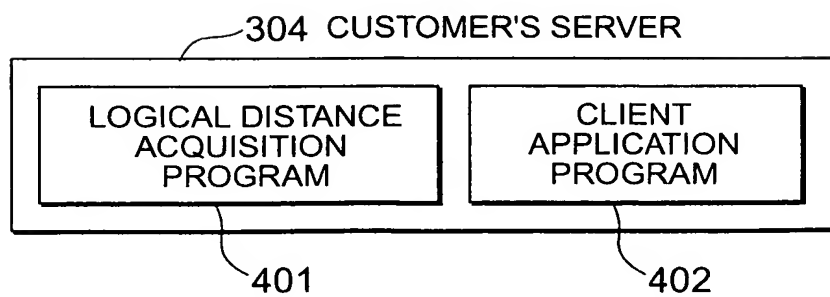 304 CUSTOMER'S SERVER
LOGICAL DISTANCE
ACQUISITION
PROGRAM
CLIENT
APPLICATION
PROGRAM
401
402